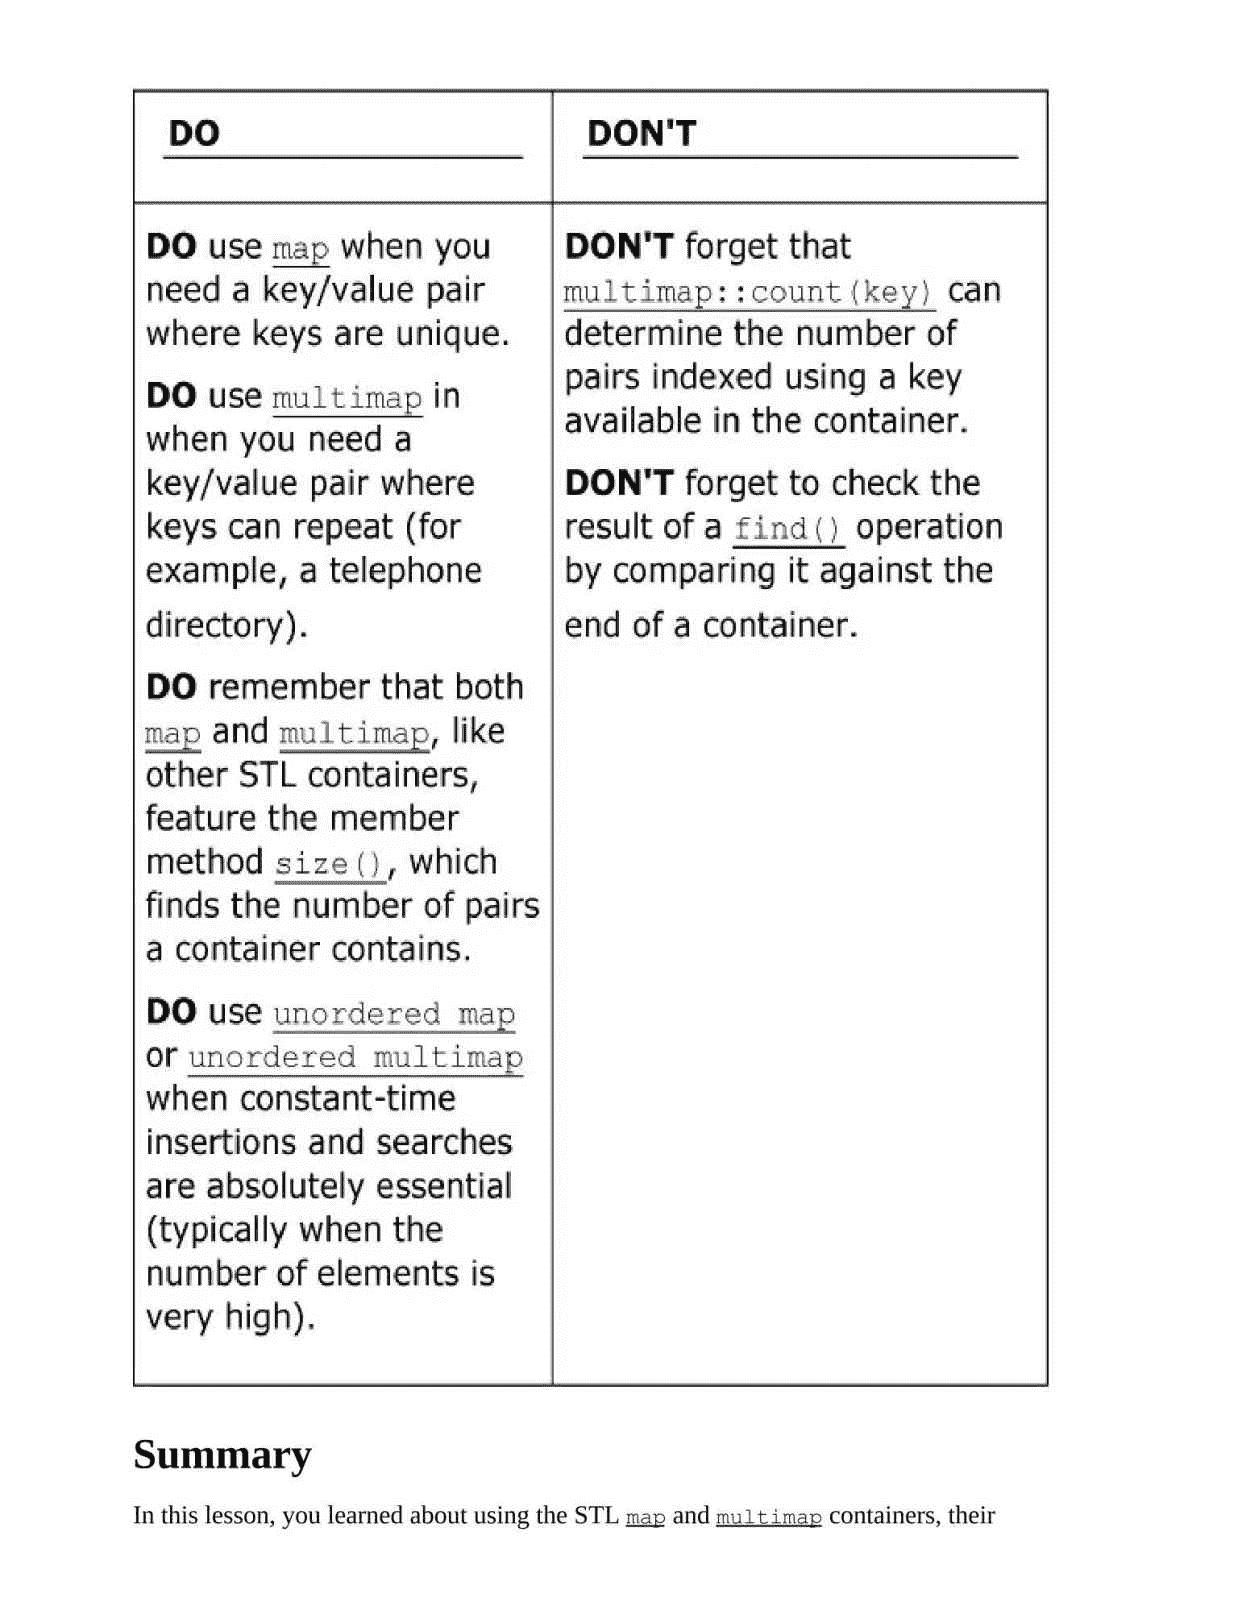 DO
DON'T
DO use map when you
need a key/value pair
where keys are unique.
DO use multimap in
when you need a
key/value pair where
keys can repeat (for
example, a telephone
directory).
DO remember that both
map and multimap, like
other STL containers,
feature the member
method size(), which
finds the number of pairs
a container contains.
DO use unordered map
or unordered multimap
when constant-time
insertions and searches
are absolutely essential
(typically when the
number of elements is
very high).
DON'T forget that
multimap::count(key) can
determine the number of
pairs indexed using a key
available in the container.
DON'T forget to check the
result of a find() operation
by comparing it against the
end of a container.
Summary
In this lesson, you learned about using the STL map and multimap containers, their